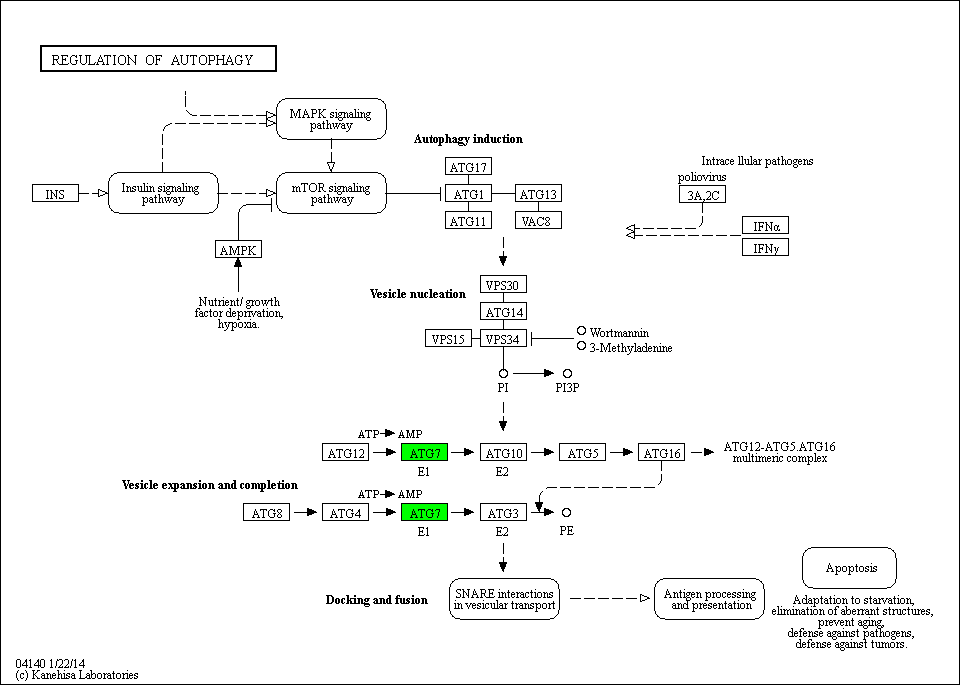 REGULATION OF AUTOPHAGY
MAPK signaling
pathway
Autophagy induction
ATG17
Intrace llular pathogens
poliovirus
INS
Insulin signaling
pathway
mTOR signaling
pathway
ATG1
ATG13
3A,2C
ATG11
VAC8
IFNα
AMPK
IFNγ
Nutrient/ growth
factor deprivation,
hypoxia.
Vesicle nucleation
VPS30
ATG14
VPS15
VPS34
Wortmannin
3-Methyladenine
PI
PI3P
ATP
AMP
ATG12
ATG7
ATG10
ATG5
ATG16
ATG12-ATG5.ATG16
multimeric complex
E1
E2
Vesicle expansion and completion
ATP
AMP
ATG8
ATG4
ATG7
ATG3
E1
E2
PE
Docking and fusion
SNARE interactions
in vesicular transport
Antigen processing
and presentation
Apoptosis
Adaptation to starvation,
elimination of aberrant structures,
prevent aging,
defense against pathogens,
defense against tumors.
04140 1/22/14
(c) Kanehisa Laboratories